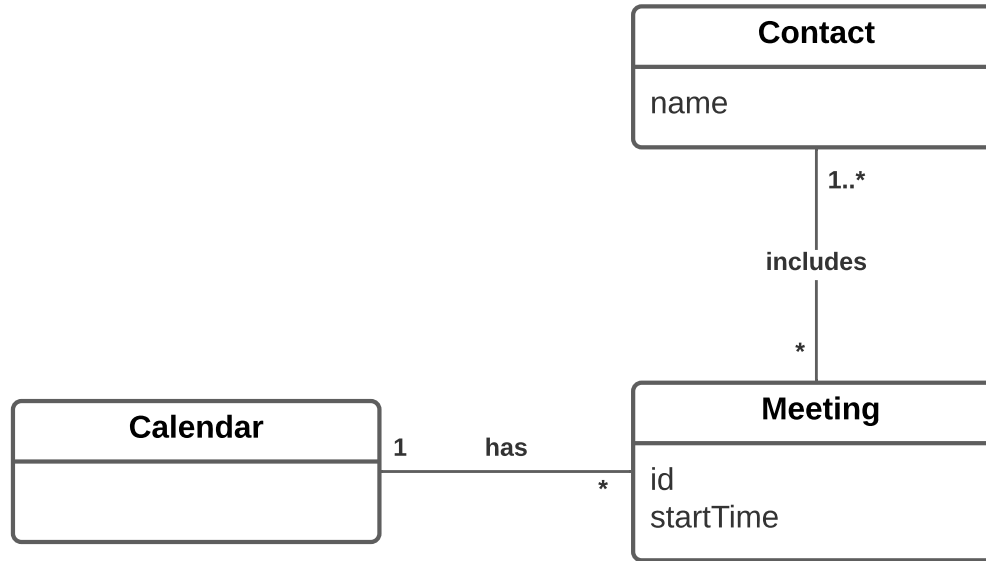 Contact
name
1..*
includes
*
Calendar
1
has
*
Meeting
id
startTime